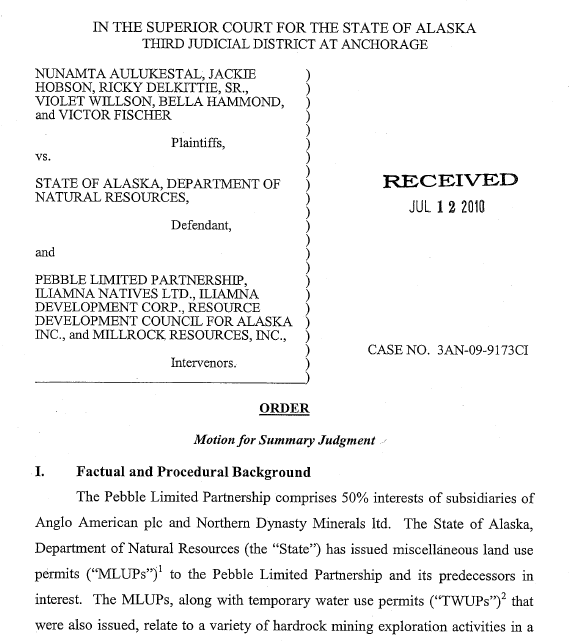 IN THE SUPERIOR COURT FOR THE STATE OF ALASKA
THIRD JUDICIAL DISTRICT AT ANCHORAGE
NUNAMTA AULUKESTAL, JACKIE
HOBSON, RICKY DELKITTIE, SR.,
VIOLET WILLSON, BELLA HAMMOND,
and VICTOR FISCHER
Plaintiffs,
vs.
STATE OF ALASKA, DEPARTMENT OF
NATURAL RESOURCES,
Defendant,
and
PEBBLE LIMITED PARTNERSHIP,
ILIAMNA NATIVES LTD., ILIAMNA
DEVELOPMENT CORP., RESOURCE
DEVELOPMENT COUNCIL FOR ALASKA
INC., and MILLROCK RESOURCES, INC.,
Intervenors.
RECEIVED
JUL 12 2010
CASE NO. 3AN-09-9173CI
ORDER
Motion for Summary Judgment
I. Factual and Procedural Background
The Pebble Limited Partnership comprises 50% interests of subsidiaries of
Anglo American plc and Northern Dynasty Minerals ltd. The State of Alaska,
Department of Natural Resources (the “State”) has issued miscellaneous land use
permits (“MLUPs”)1 to the Pebble Limited Partnership and its predecessors in
interest. The MLUPs, along with temporary water use permits (“TWUPs”)2 that
were also issued, relate to a variety of hardrock mining exploration activities in a